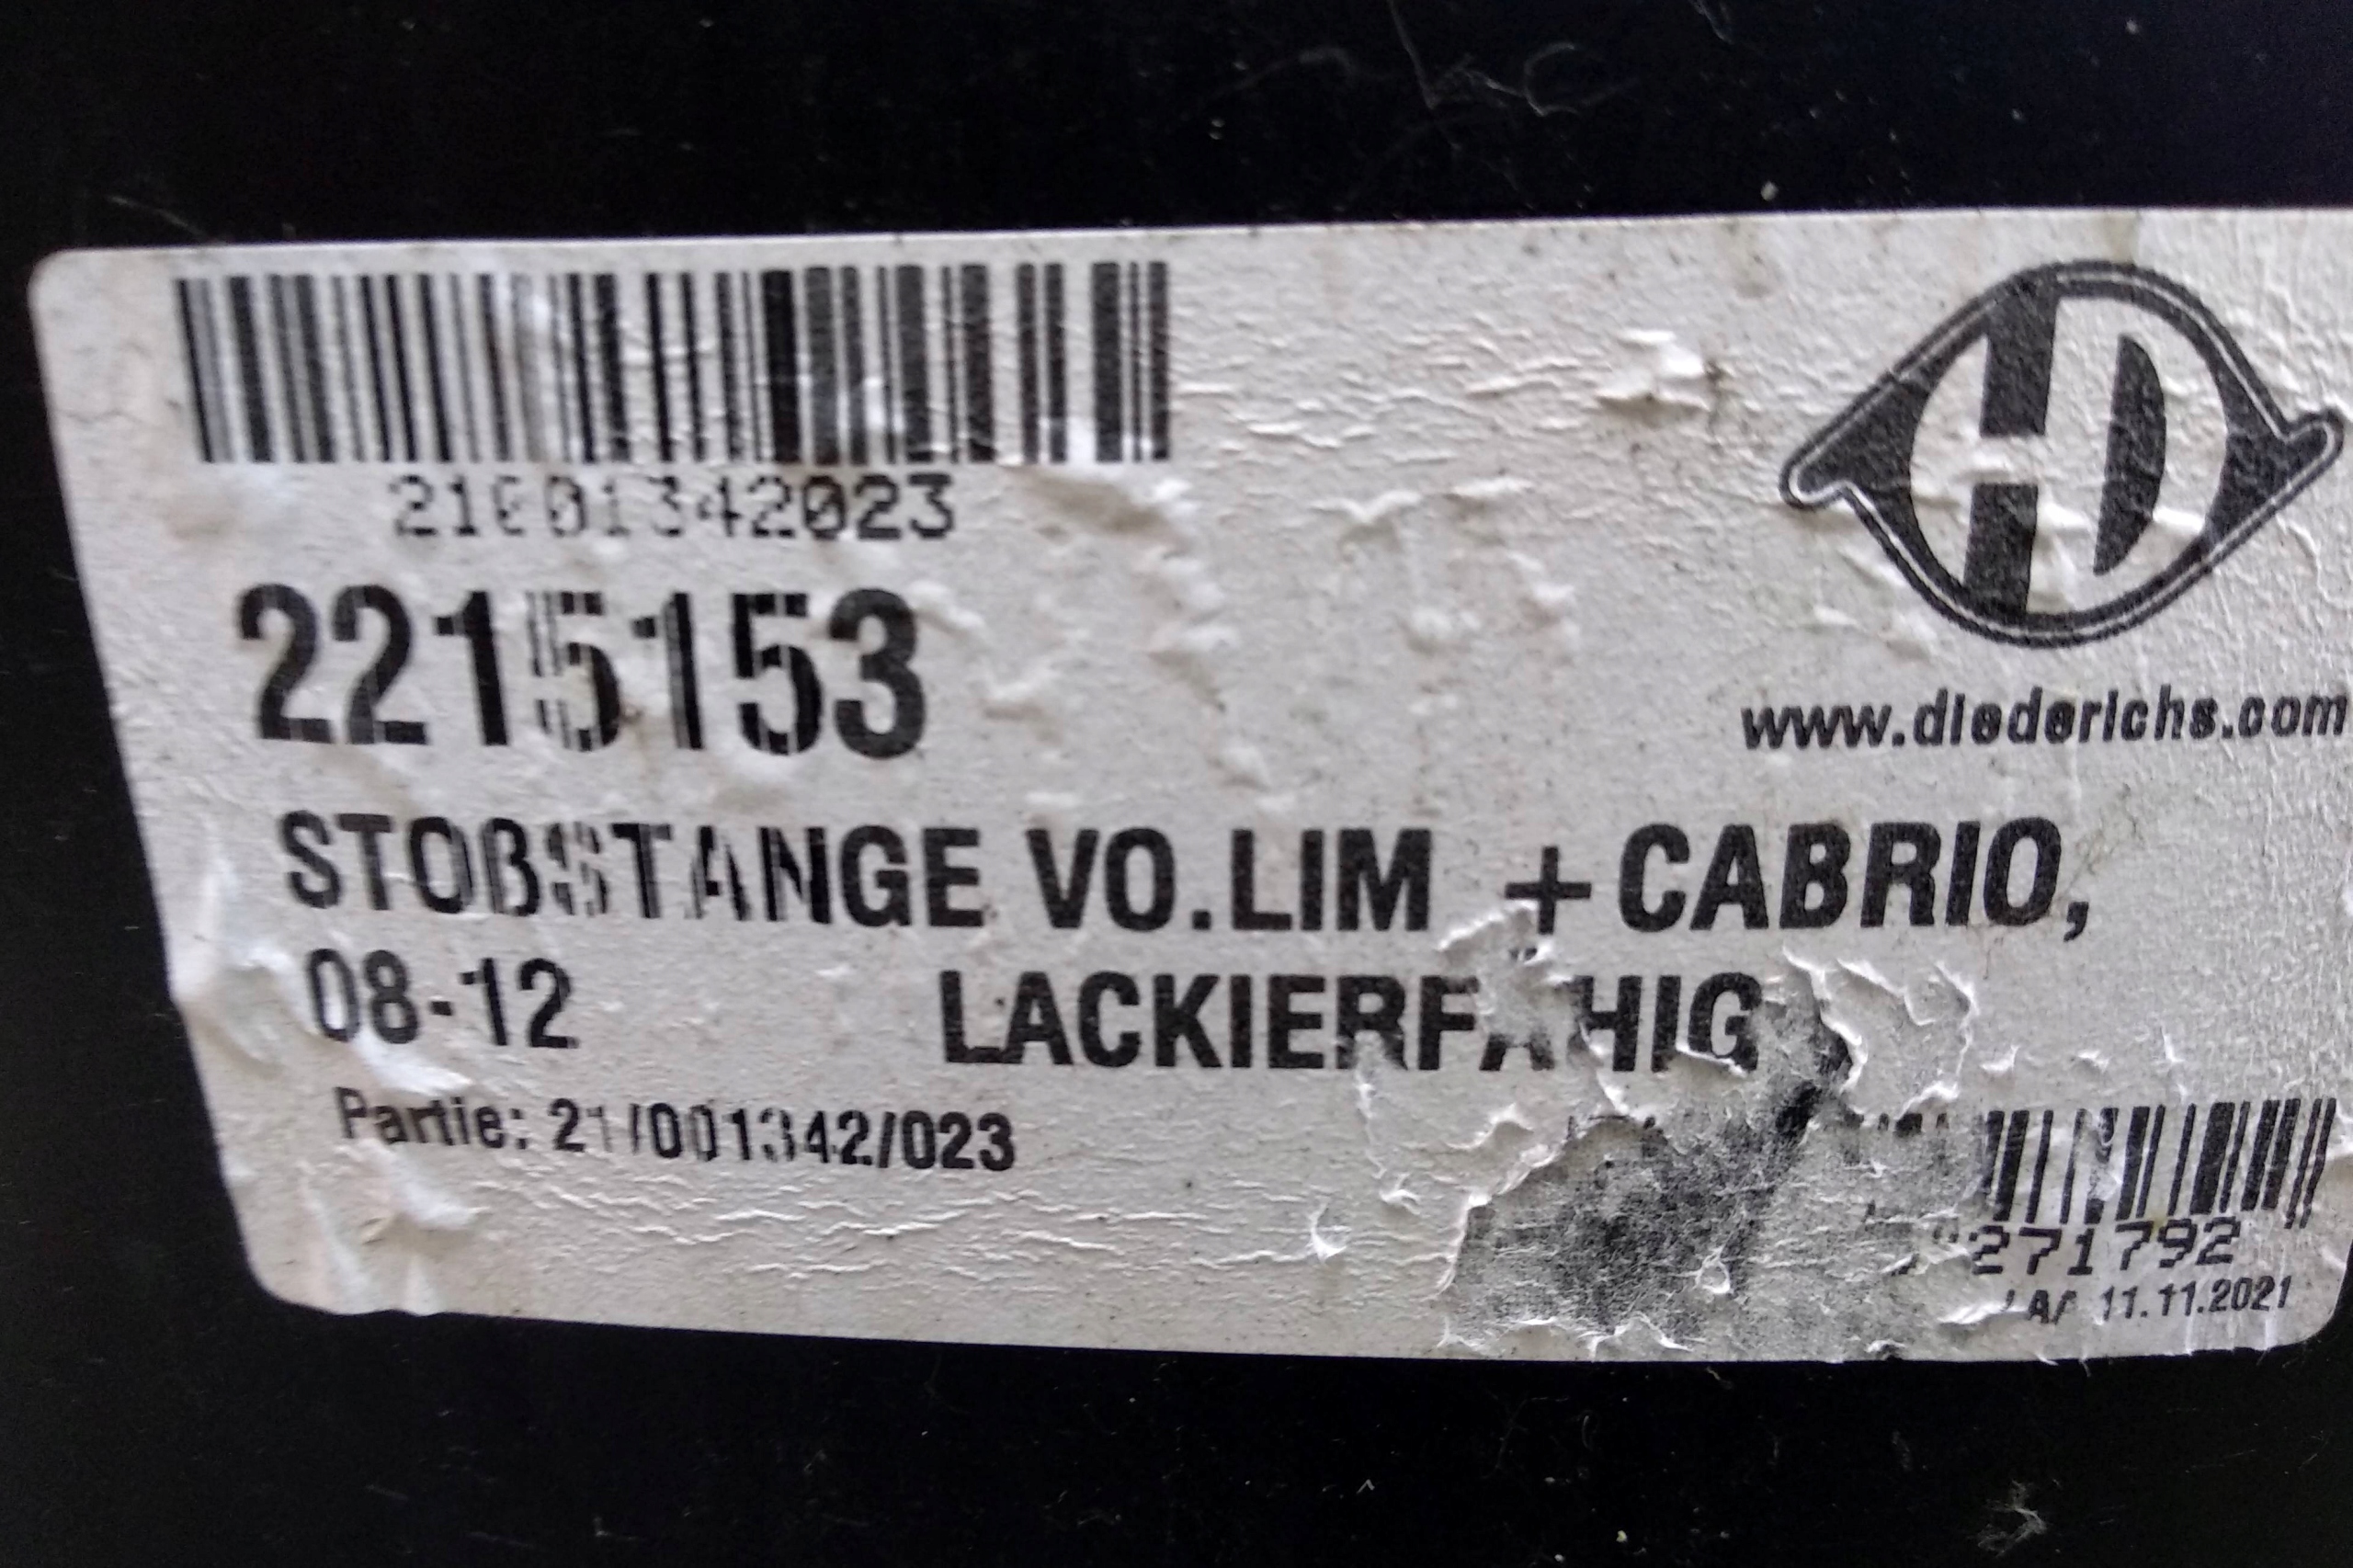 21001342023
HD
2215153
www.diederichs.com
STOßSTANGE VO.LIM + CABRIO,
08-12 LACKIERFÄHIG
Partie: 21/001342/023
271792
11.11.2021